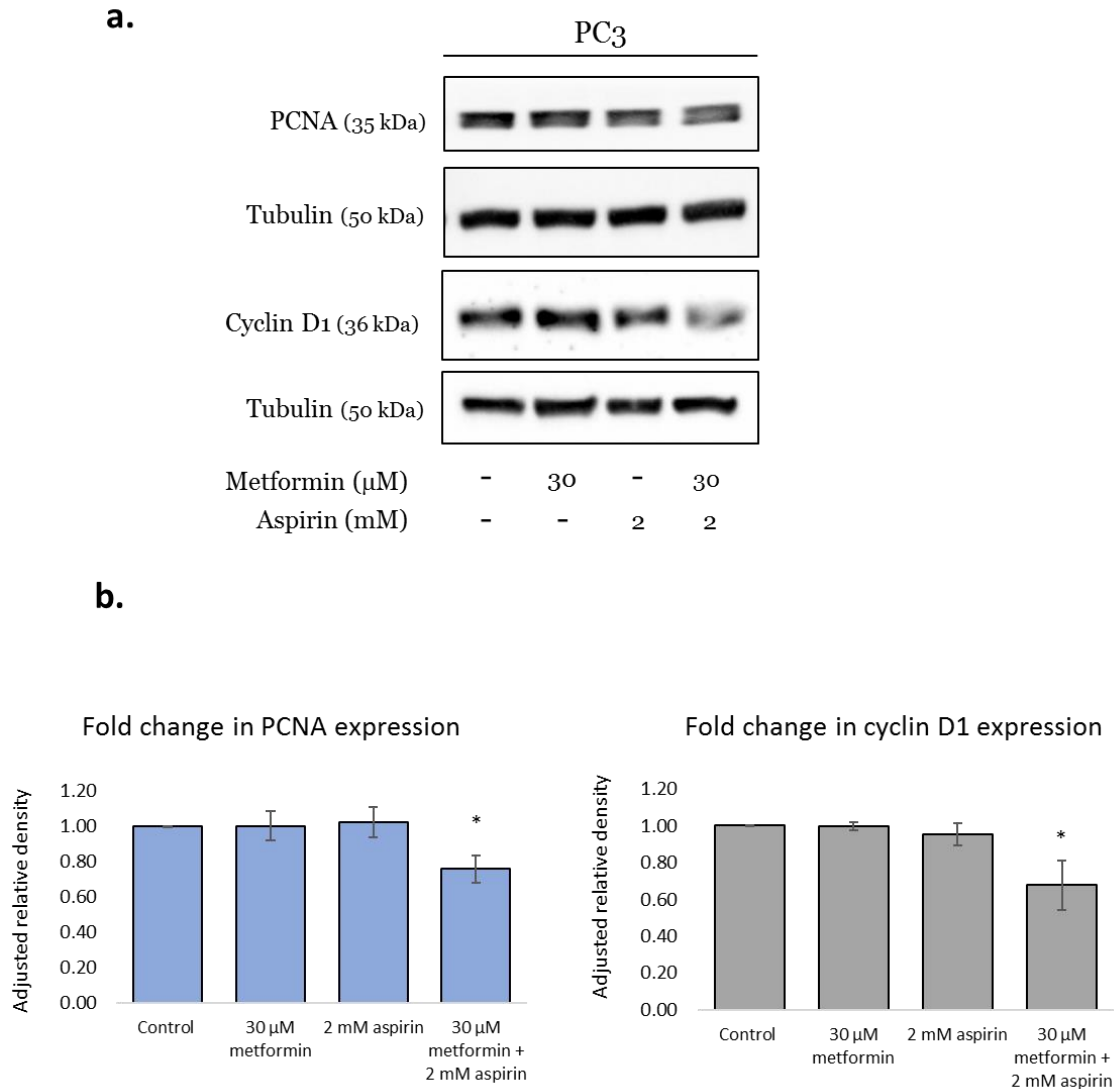 a.
PC3
PCNA (35 kDa)
Tubulin (50 kDa)
Cyclin D1 (36 kDa)
Tubulin (50 kDa)
Metformin (µM) - 30 - 30
Aspirin (mM) - - 2 2
b.
Fold change in PCNA expression
Adjusted relative density
1.20
1.00
0.80
0.60
0.40
0.20
0.00
*
Control
30 µM
metformin
2 mM aspirin
30 µM
metformin +
2 mM aspirin
Fold change in cyclin D1 expression
Adjusted relative density
1.20
1.00
0.80
0.60
0.40
0.20
0.00
*
Control
30 µM
metformin
2 mM aspirin
30 µM
metformin +
2 mM aspirin